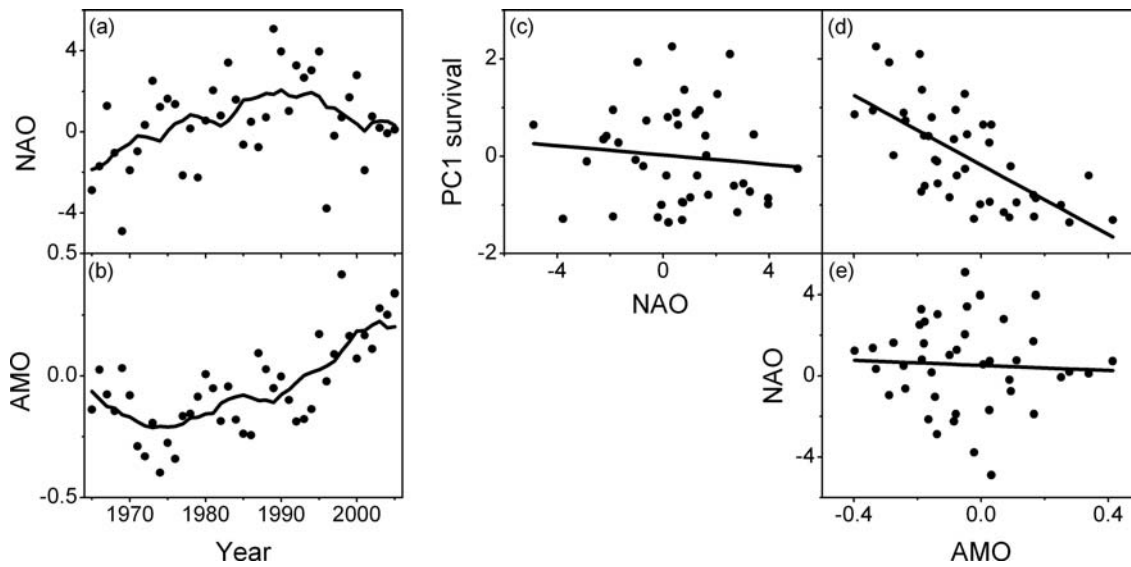 (a)
NAO
4
0
-4
0.5
(b)
AMO
0.0
-0.5
1970 1980 1990 2000
Year
(c)
PC1 survival
2
0
-2
-4 0 4
NAO
(d)
(e)
NAO
4
0
-4
-0.4 0.0 0.4
AMO